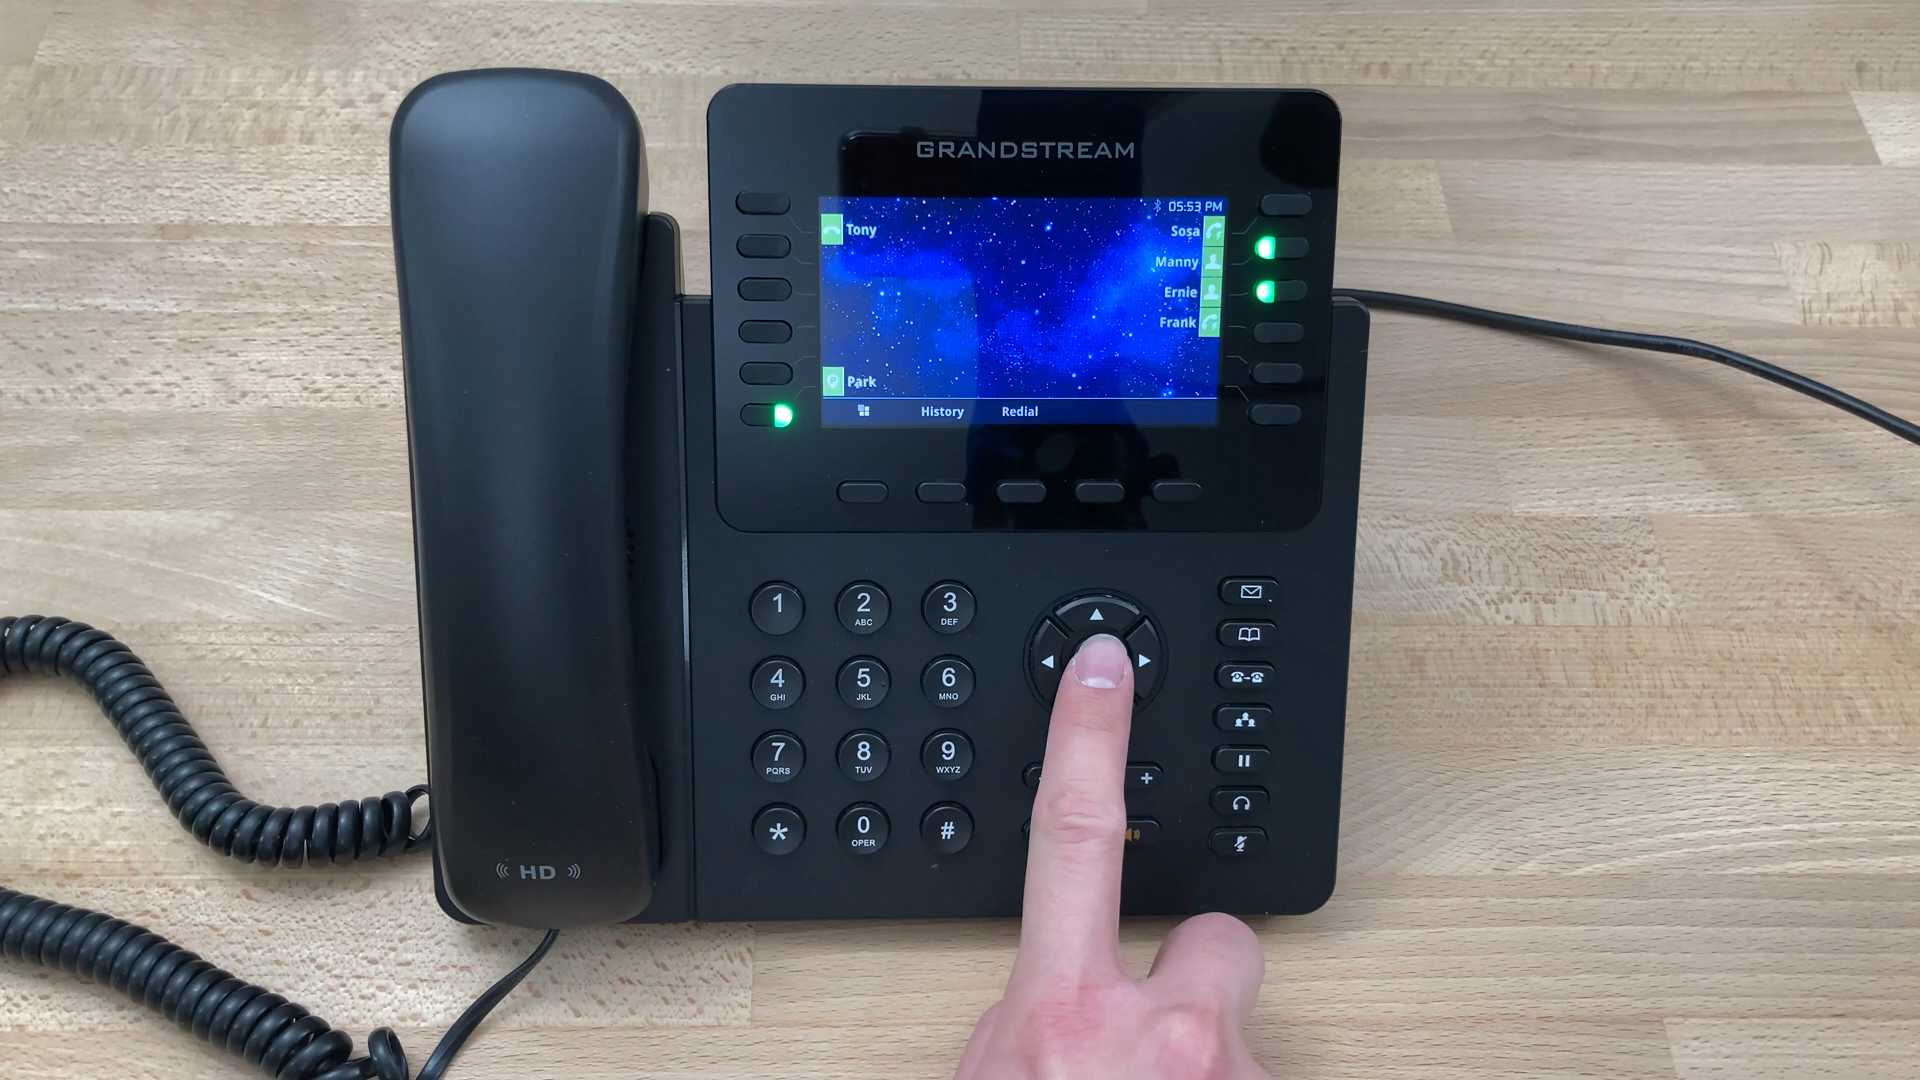 GRANDSTREAM
05:53 PM
Tony
Sosa
Manny
Ernie
Frank
Park
History Redial
1 2 3
ABC DEF
4 5 6
GHI JKL MNO
7 8 9
PQRS TUV WXYZ
* 0 #
OPER
+
HD